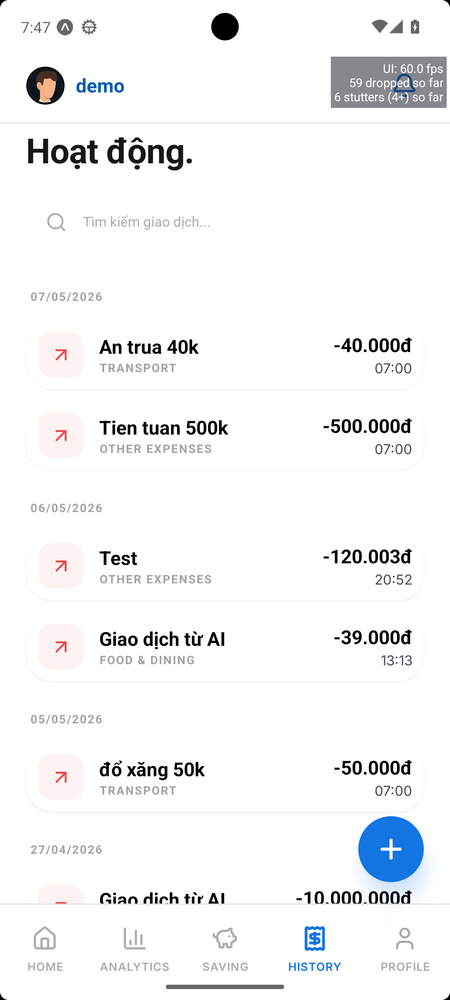 7:47
demo
UI: 60.0 fps
59 dropped so far
6 stutters (4+) so far
Hoạt động.
Tìm kiếm giao dịch...
07/05/2026
An trua 40k
-40.000đ
TRANSPORT
07:00
Tien tuan 500k
-500.000đ
OTHER EXPENSES
07:00
06/05/2026
Test
-120.003đ
OTHER EXPENSES
20:52
Giao dịch từ AI
-39.000đ
FOOD & DINING
13:13
05/05/2026
đổ xăng 50k
-50.000đ
TRANSPORT
07:00
27/04/2026
Giao dịch từ AI
-10.000.000đ
FOOD & DINING
11:03
HOME
ANALYTICS
SAVING
HISTORY
PROFILE